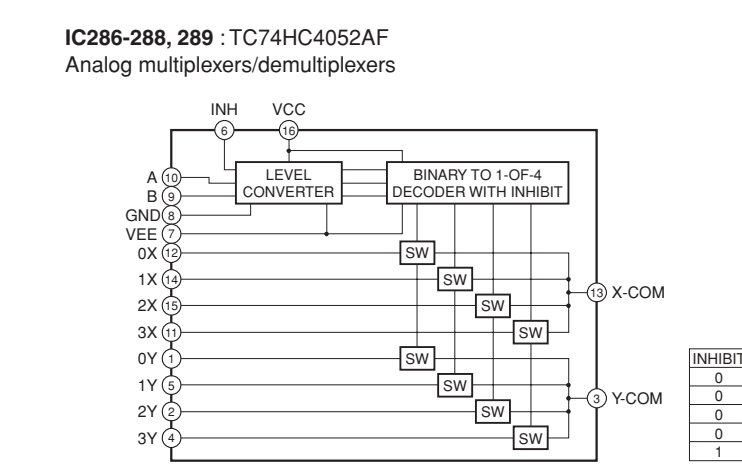 IC286-288, 289 : TC74HC4052AF
Analog multiplexers/demultiplexers
INH VCC
6 16
A 10 LEVEL CONVERTER BINARY TO 1-OF-4 DECODER WITH INHIBIT
B 9
GND 8
VEE 7
0X 12 SW
1X 14 SW
13 X-COM
2X 15 SW
3X 11 SW
0Y 1 SW
1Y 5 SW
3 Y-COM
2Y 2 SW
3Y 4 SW
INHIBIT
0
0
0
0
1